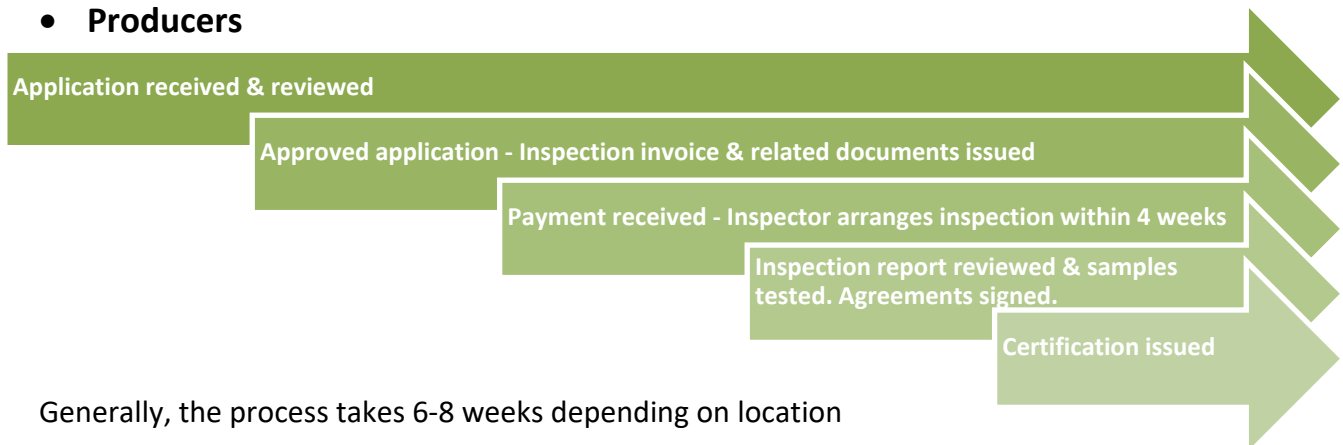 • Producers
Application received & reviewed
Approved application - Inspection invoice & related documents issued
Payment received - Inspector arranges inspection within 4 weeks
Inspection report reviewed & samples
tested. Agreements signed.
Certification issued
Generally, the process takes 6-8 weeks depending on location